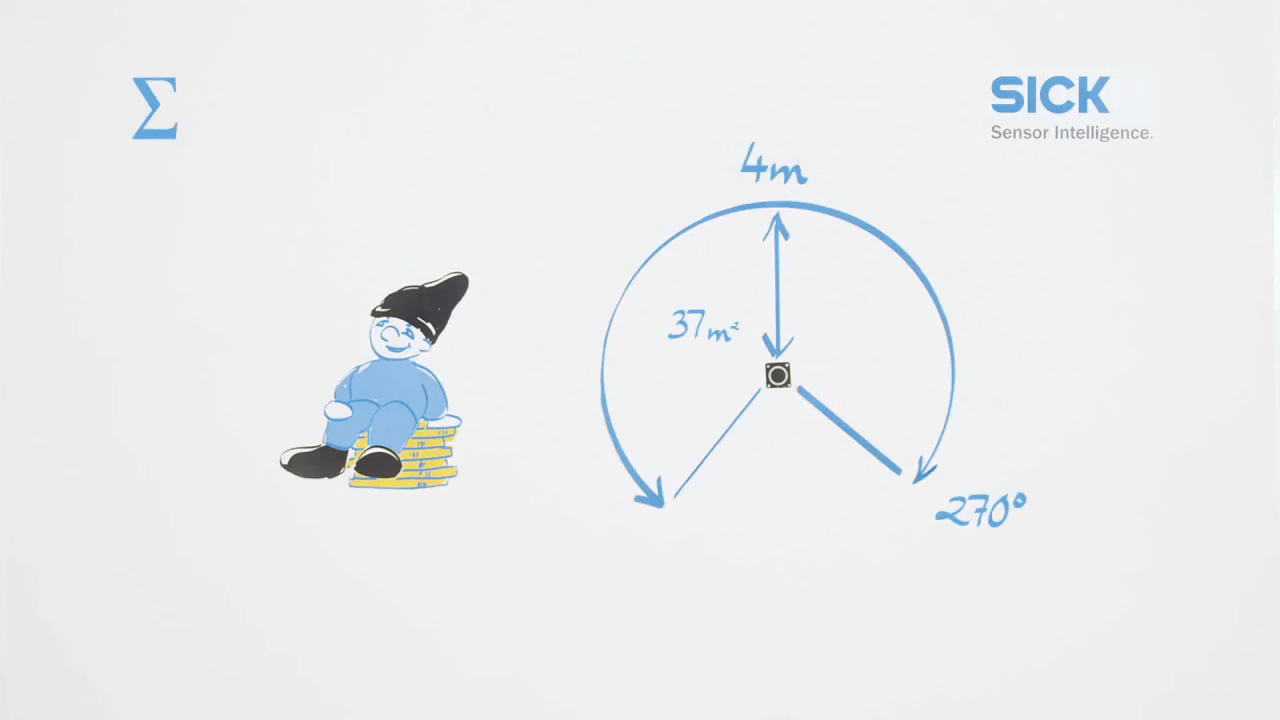 Σ
SICK
Sensor Intelligence.
4m
37m²
270°